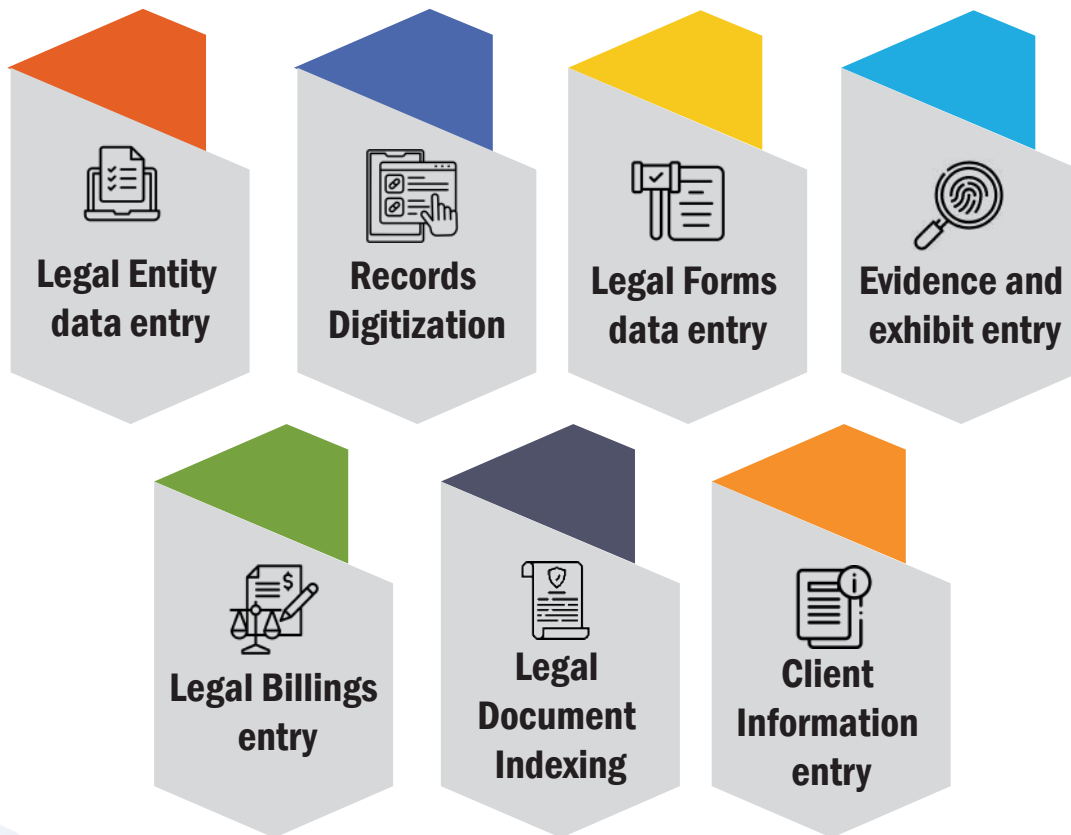 Legal Entity
data entry
Records
Digitization
Legal Forms
data entry
Evidence and
exhibit entry
$
i
Legal Billings
entry
Legal
Document
Indexing
Client
Information
entry